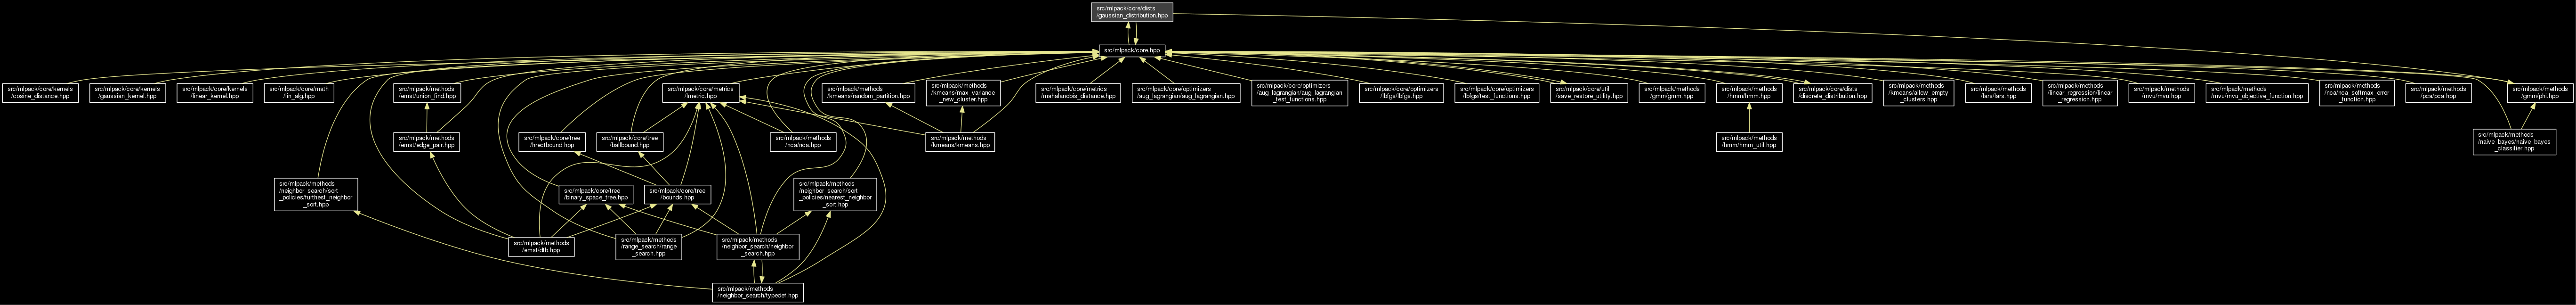 src/mlpack/core/dists
/gaussian_distribution.hpp
src/mlpack/core.hpp
src/mlpack/core/kernels
/cosine_distance.hpp
src/mlpack/core/kernels
/gaussian_kernel.hpp
src/mlpack/core/kernels
/linear_kernel.hpp
src/mlpack/core/math
/lin_alg.hpp
src/mlpack/methods
/emst/union_find.hpp
src/mlpack/core/metrics
/lmetric.hpp
src/mlpack/methods
/kmeans/random_partition.hpp
src/mlpack/methods
/kmeans/max_variance
_new_cluster.hpp
src/mlpack/core/metrics
/mahalanobis_distance.hpp
src/mlpack/core/optimizers
/aug_lagrangian/aug_lagrangian.hpp
src/mlpack/core/optimizers
/aug_lagrangian/aug_lagrangian
_test_functions.hpp
src/mlpack/core/optimizers
/lbfgs/lbfgs.hpp
src/mlpack/core/optimizers
/lbfgs/test_functions.hpp
src/mlpack/core/util
/save_restore_utility.hpp
src/mlpack/methods
/gmm/gmm.hpp
src/mlpack/methods
/hmm/hmm.hpp
src/mlpack/core/dists
/discrete_distribution.hpp
src/mlpack/methods
/kmeans/allow_empty
_clusters.hpp
src/mlpack/methods
/lars/lars.hpp
src/mlpack/methods
/linear_regression/linear
_regression.hpp
src/mlpack/methods
/mvu/mvu.hpp
src/mlpack/methods
/mvu/mvu_objective_function.hpp
src/mlpack/methods
/nca/nca_softmax_error
_function.hpp
src/mlpack/methods
/pca/pca.hpp
src/mlpack/methods
/gmm/phi.hpp
src/mlpack/methods
/emst/edge_pair.hpp
src/mlpack/core/tree
/hrectbound.hpp
src/mlpack/core/tree
/ballbound.hpp
src/mlpack/methods
/nca/nca.hpp
src/mlpack/methods
/kmeans/kmeans.hpp
src/mlpack/methods
/hmm/hmm_util.hpp
src/mlpack/methods
/naive_bayes/naive_bayes
_classifier.hpp
src/mlpack/methods
/neighbor_search/sort
_policies/furthest_neighbor
_sort.hpp
src/mlpack/core/tree
/binary_space_tree.hpp
src/mlpack/core/tree
/bounds.hpp
src/mlpack/methods
/neighbor_search/sort
_policies/nearest_neighbor
_sort.hpp
src/mlpack/methods
/emst/dtb.hpp
src/mlpack/methods
/range_search/range
_search.hpp
src/mlpack/methods
/neighbor_search/neighbor
_search.hpp
src/mlpack/methods
/neighbor_search/typedef.hpp